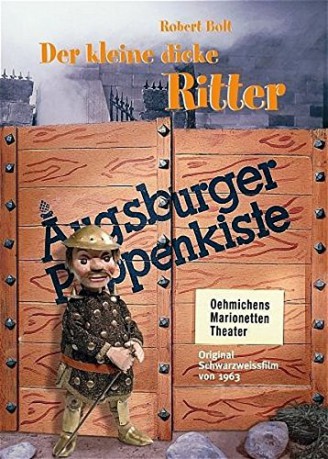 Robert Bolt
Der kleine dicke
Ritter
Augsburger
Puppenkiste
Oehmichens
Marionetten
Theater
Original
Schwarzweissfilm
von 1963